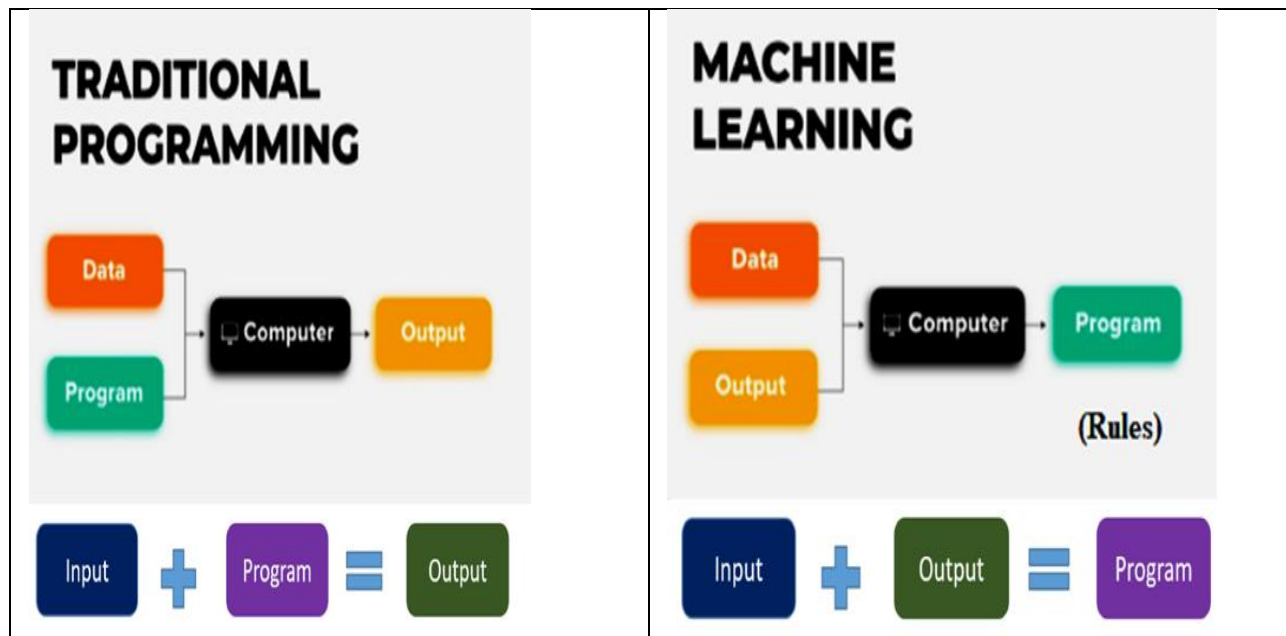 TRADITIONAL
PROGRAMMING
Data
Program
Computer
Output
Input
Program
Output
MACHINE
LEARNING
Data
Output
Computer
Program
(Rules)
Input
Output
Program